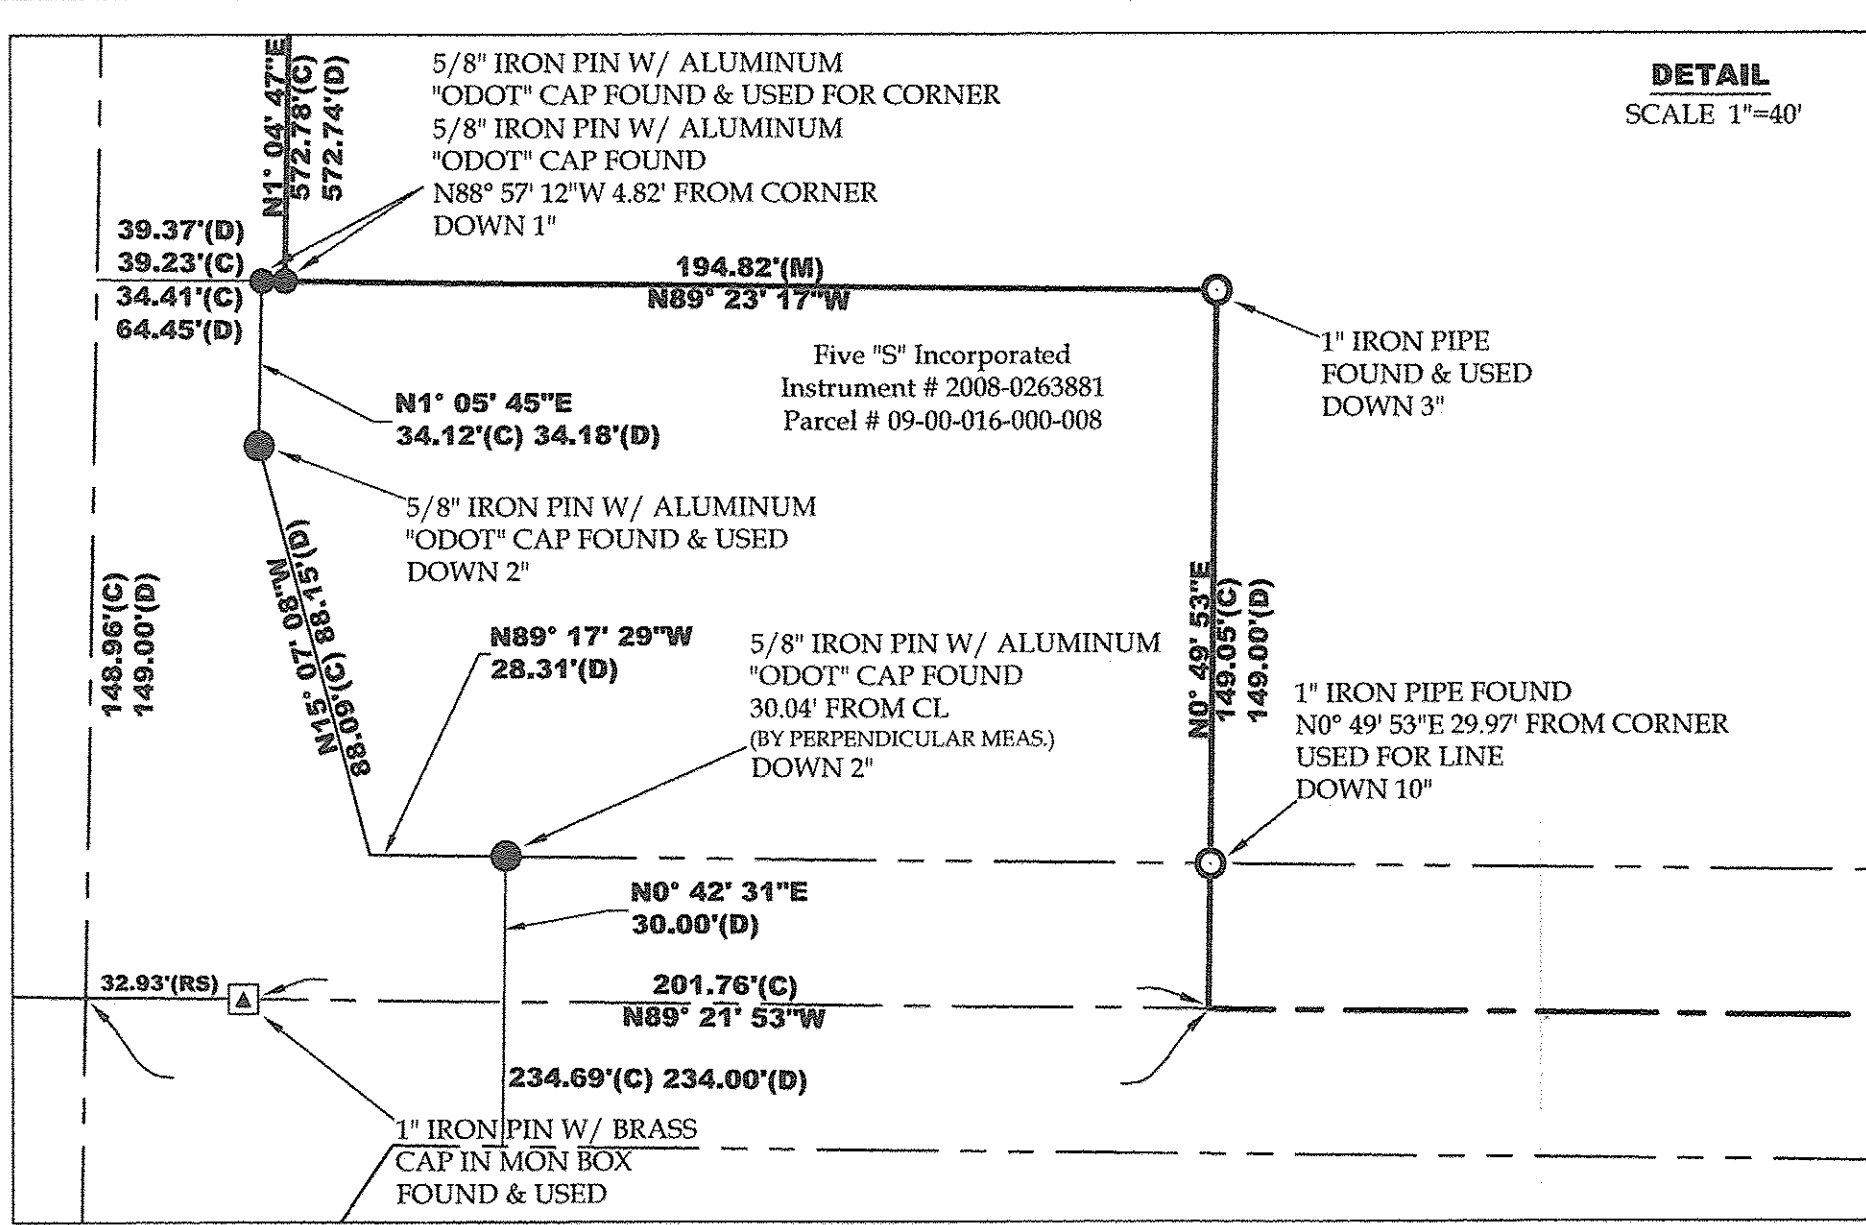 DETAIL
SCALE 1"=40'
N1° 04' 47"E
572.78'(C)
572.74'(D)
5/8" IRON PIN W/ ALUMINUM
"ODOT" CAP FOUND & USED FOR CORNER
5/8" IRON PIN W/ ALUMINUM
"ODOT" CAP FOUND
N88° 57' 12"W 4.82' FROM CORNER
DOWN 1"
39.37'(D)
39.23'(C)
34.41'(C)
64.45'(D)
194.82'(M)
N89° 23' 17"W
1" IRON PIPE
FOUND & USED
DOWN 3"
Five "S" Incorporated
Instrument # 2008-0263881
Parcel # 09-00-016-000-008
N1° 05' 45"E
34.12'(C) 34.18'(D)
5/8" IRON PIN W/ ALUMINUM
"ODOT" CAP FOUND & USED
DOWN 2"
148.96'(C)
149.00'(D)
N15° 07' 08"W
88.09'(C) 88.15'(D)
N89° 17' 29"W
28.31'(D)
5/8" IRON PIN W/ ALUMINUM
"ODOT" CAP FOUND
30.04' FROM CL
(BY PERPENDICULAR MEAS.)
DOWN 2"
N0° 49' 53"E
149.05'(C)
149.00'(D)
1" IRON PIPE FOUND
N0° 49' 53"E 29.97' FROM CORNER
USED FOR LINE
DOWN 10"
N0° 42' 31"E
30.00'(D)
32.93'(RS)
201.76'(C)
N89° 21' 53"W
234.69'(C) 234.00'(D)
1" IRON PIN W/ BRASS
CAP IN MON BOX
FOUND & USED